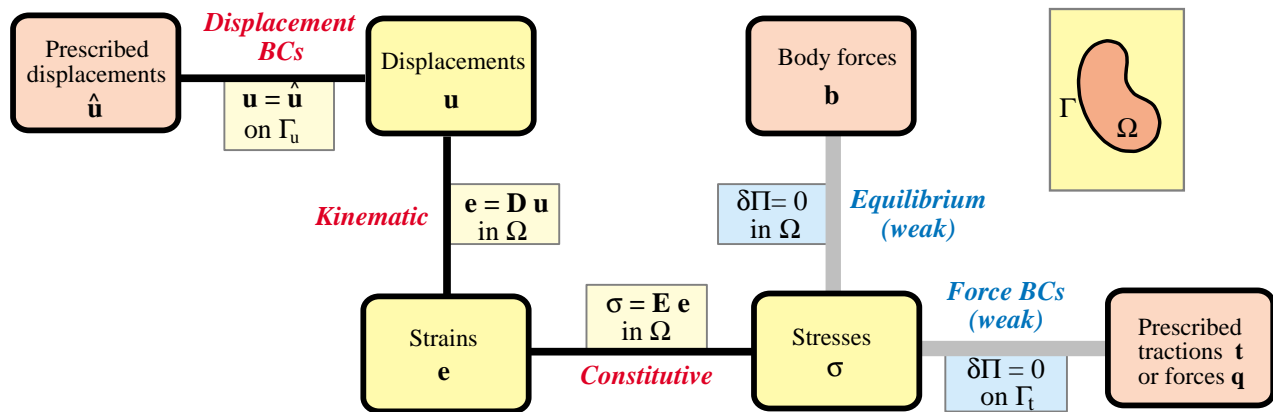 Prescribed
displacements
û
Displacement
BCs
u = û
on Γu
Displacements
u
Body forces
b
Γ
Ω
Kinematic
e = D u
in Ω
δΠ= 0
in Ω
Equilibrium
(weak)
Strains
e
σ = E e
in Ω
Constitutive
Stresses
σ
Force BCs
(weak)
δΠ = 0
on Γt
Prescribed
tractions t
or forces q